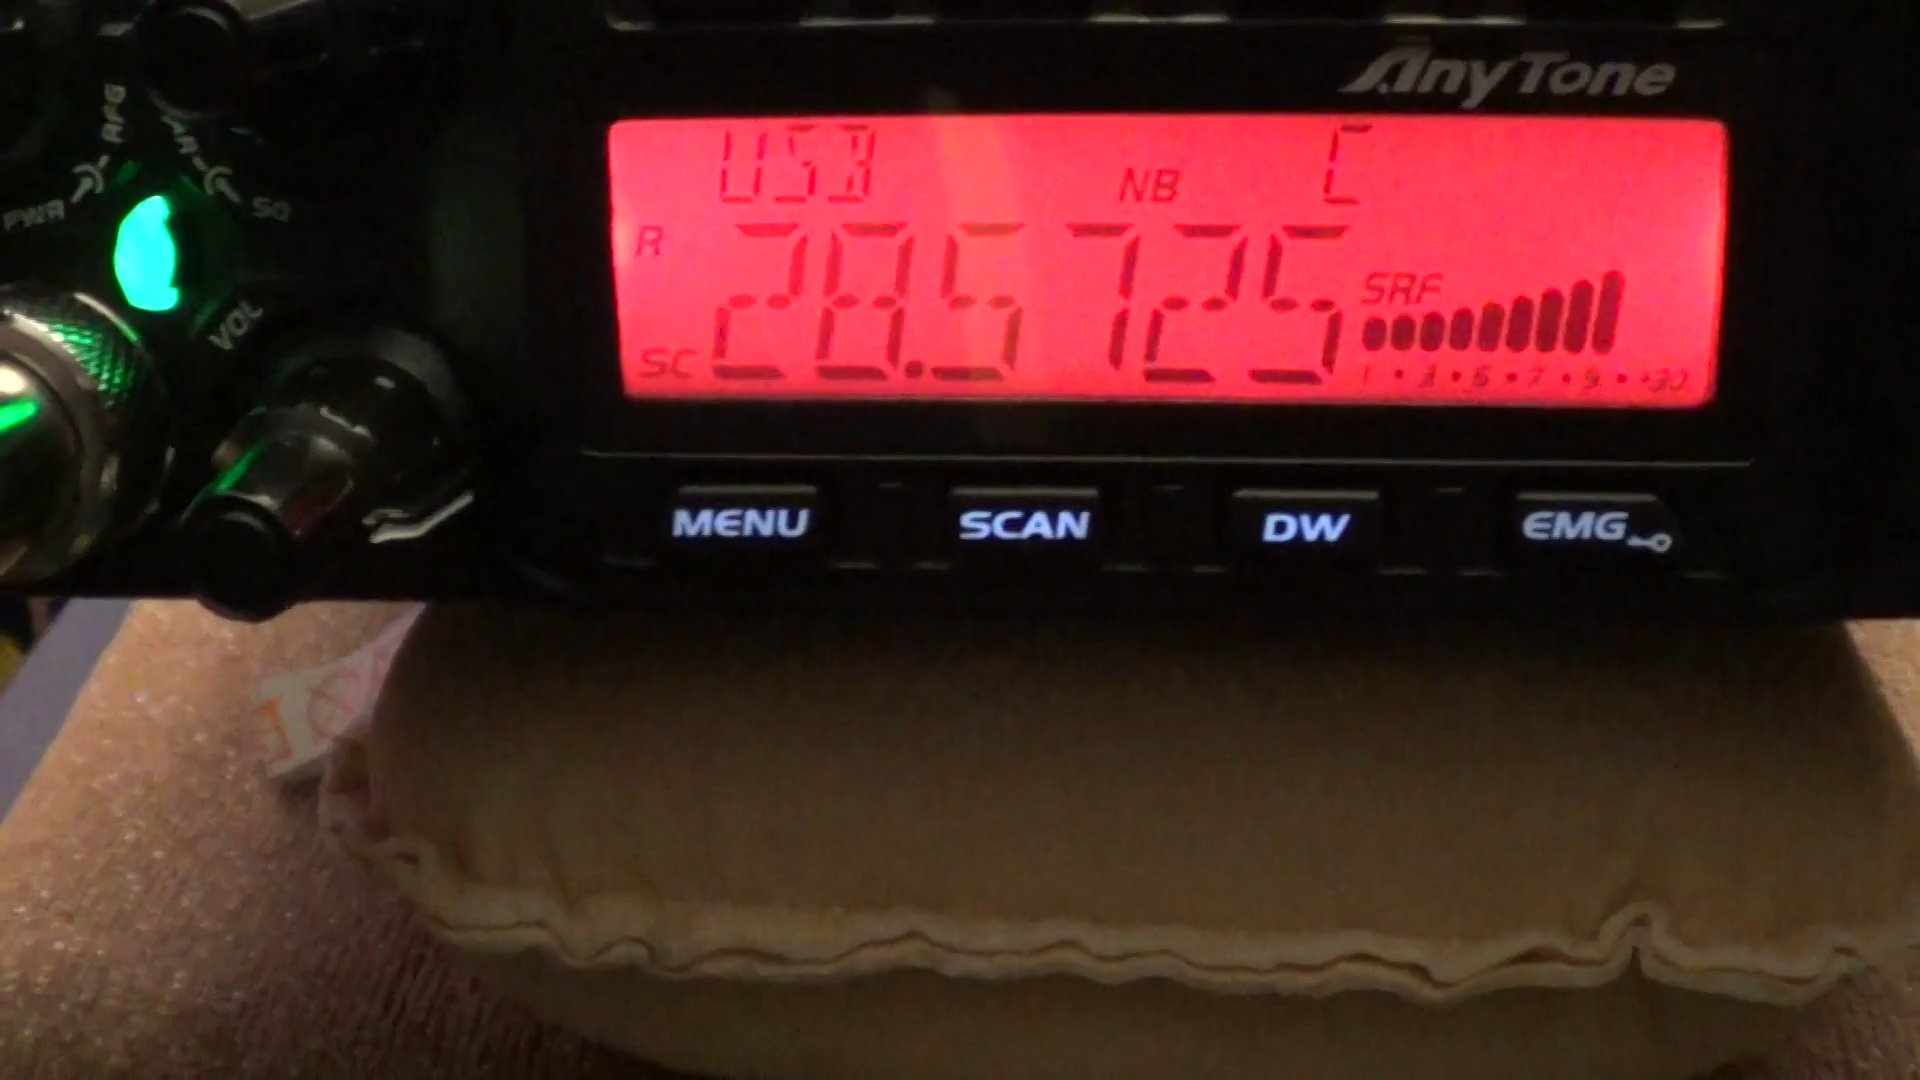 AnyTone
RFG
PWR
SQ
VOL
USB NB C
R 28.5725
SRF
SC
1 • 3 • 5 • 7 • 9 • +30
MENU SCAN DW EMG